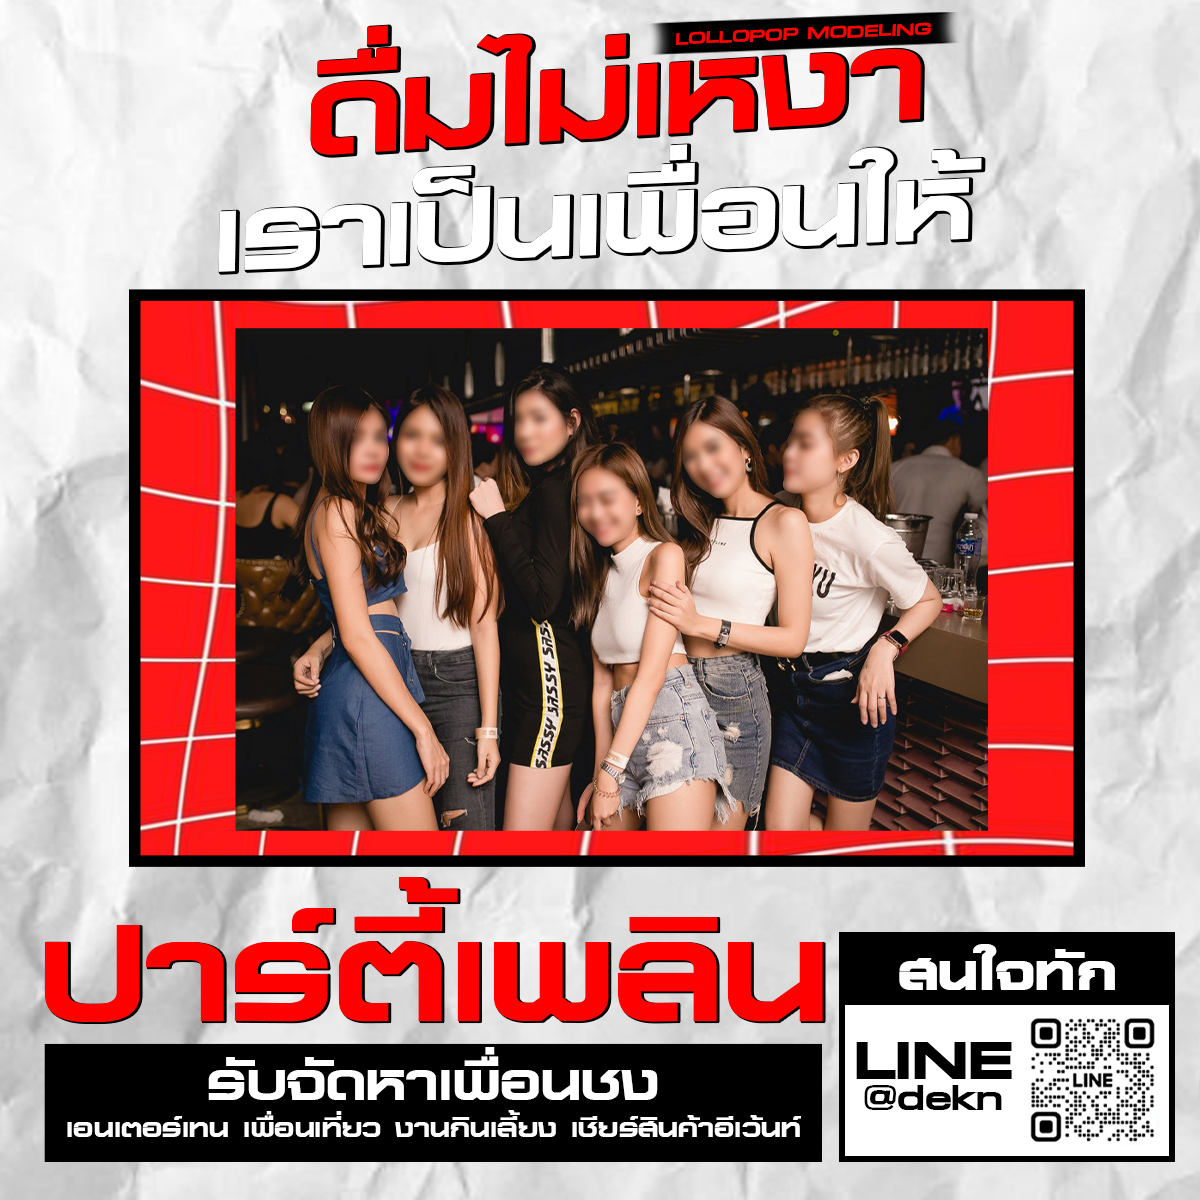 LOLLOPOP MODELING
ดื่มไม่เหงา
เราเป็นเพื่อนให้
SASSY SASSY SASSY
YU
ปาร์ตี้เพลิน
รับจัดหาเพื่อนชง
เอนเตอร์เทน เพื่อนเที่ยว งานกินเลี้ยง เชียร์สินค้าอีเว้นท์
สนใจทัก
LINE
@dekn
LINE